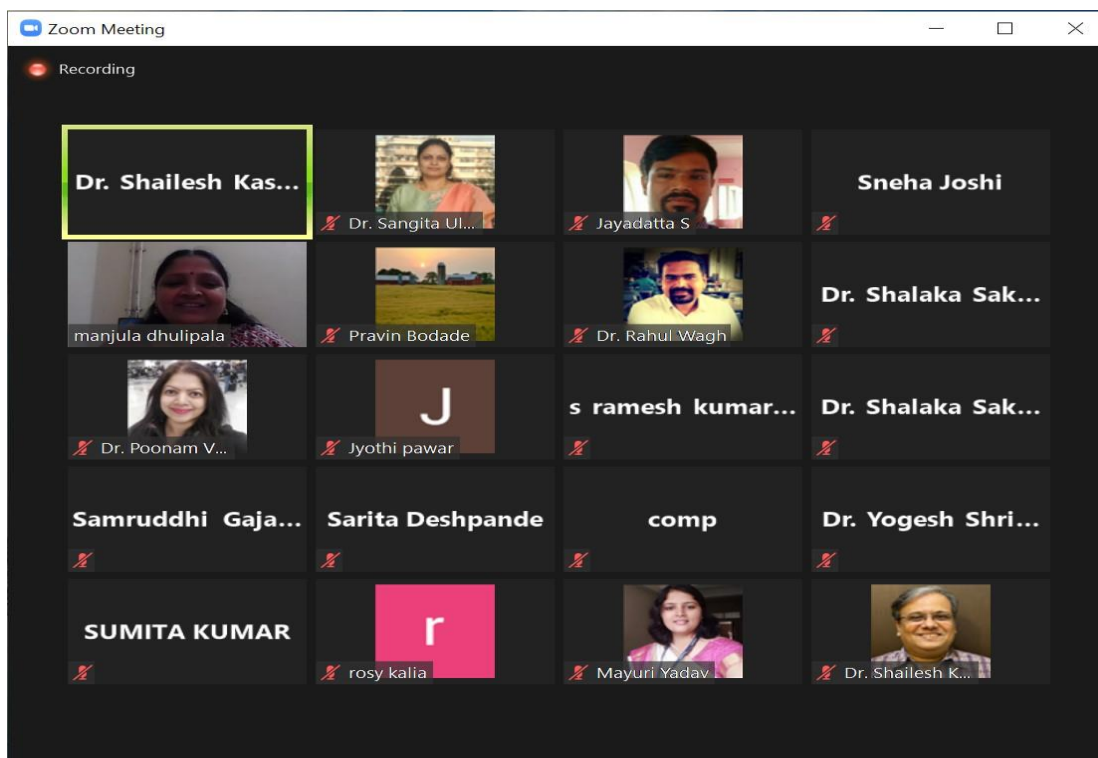 Zoom Meeting
Recording
Dr. Shailesh Kas...
Dr. Sangita Ul...
Jayadatta S
Sneha Joshi
manjula dhulipala
Pravin Bodade
Dr. Rahul Wagh
Dr. Shalaka Sak...
Dr. Poonam V...
J
Jyothi pawar
s ramesh kumar...
Dr. Shalaka Sak...
Samruddhi Gaja...
Sarita Deshpande
comp
Dr. Yogesh Shri...
SUMITA KUMAR
r
rosy kalia
Mayuri Yadav
Dr. Shailesh K...